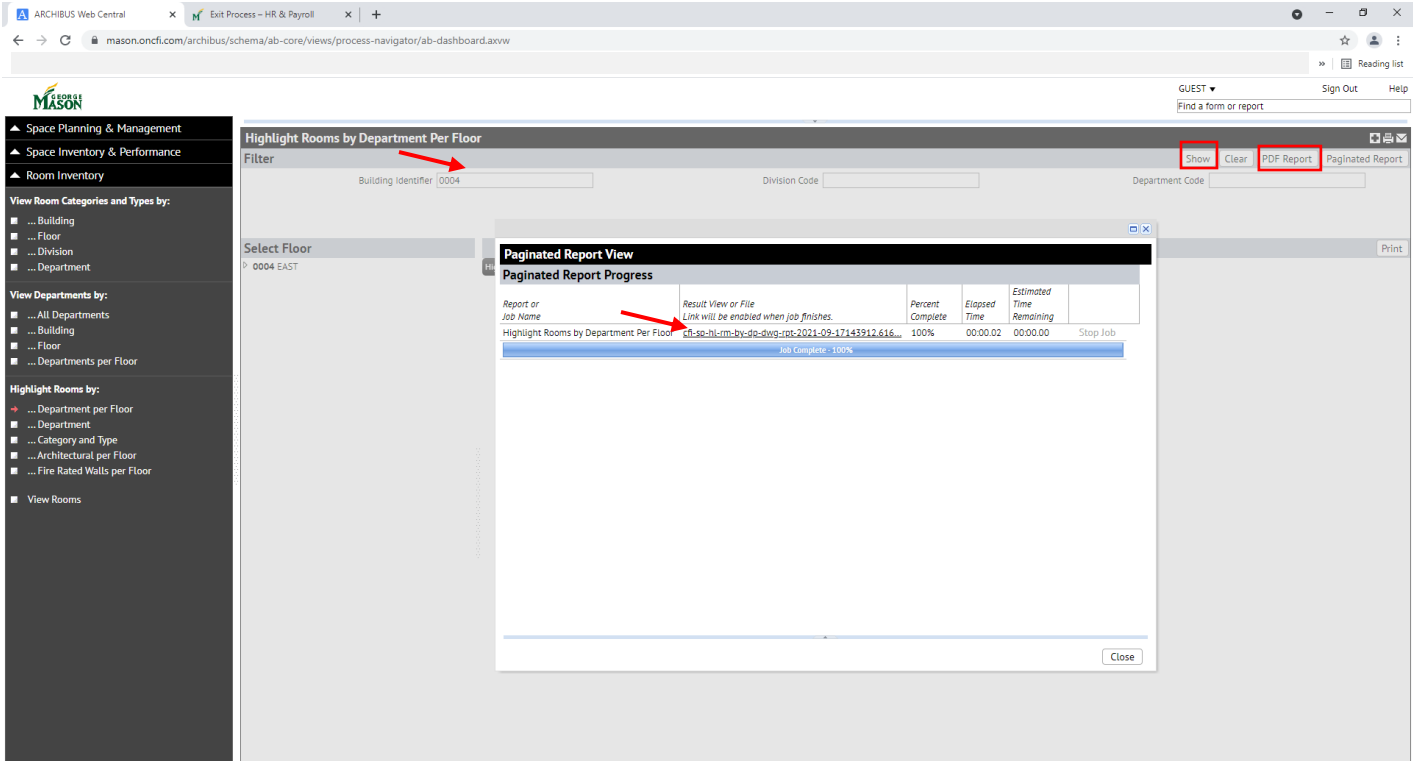 ARCHIBUS Web Central
Exit Process – HR & Payroll
mason.oncfi.com/archibus/schema/ab-core/views/process-navigator/ab-dashboard.axvw
» Reading list
GEORGE
MASON
GUEST ▾ Sign Out Help
Find a form or report
Space Planning & Management
Space Inventory & Performance
Room Inventory
View Room Categories and Types by:
... Building
... Floor
... Division
... Department
View Departments by:
... All Departments
... Building
... Floor
... Departments per Floor
Highlight Rooms by:
... Department per Floor
... Department
... Category and Type
... Architectural per Floor
... Fire Rated Walls per Floor
View Rooms
Highlight Rooms by Department Per Floor
Filter Show Clear PDF Report Paginated Report
Building Identifier 0004 Division Code Department Code
Select Floor Print
0004 EAST
Hi
Paginated Report View
Paginated Report Progress
Report or Job Name
Result View or File Link will be enabled when job finishes.
Percent Complete
Elapsed Time
Estimated Time Remaining
Highlight Rooms by Department Per Floor cfi-sp-hl-rm-by-dp-dwg-rpt-2021-09-17143912.616... 100% 00:00.02 00:00.00 Stop Job
Job Complete - 100%
Close